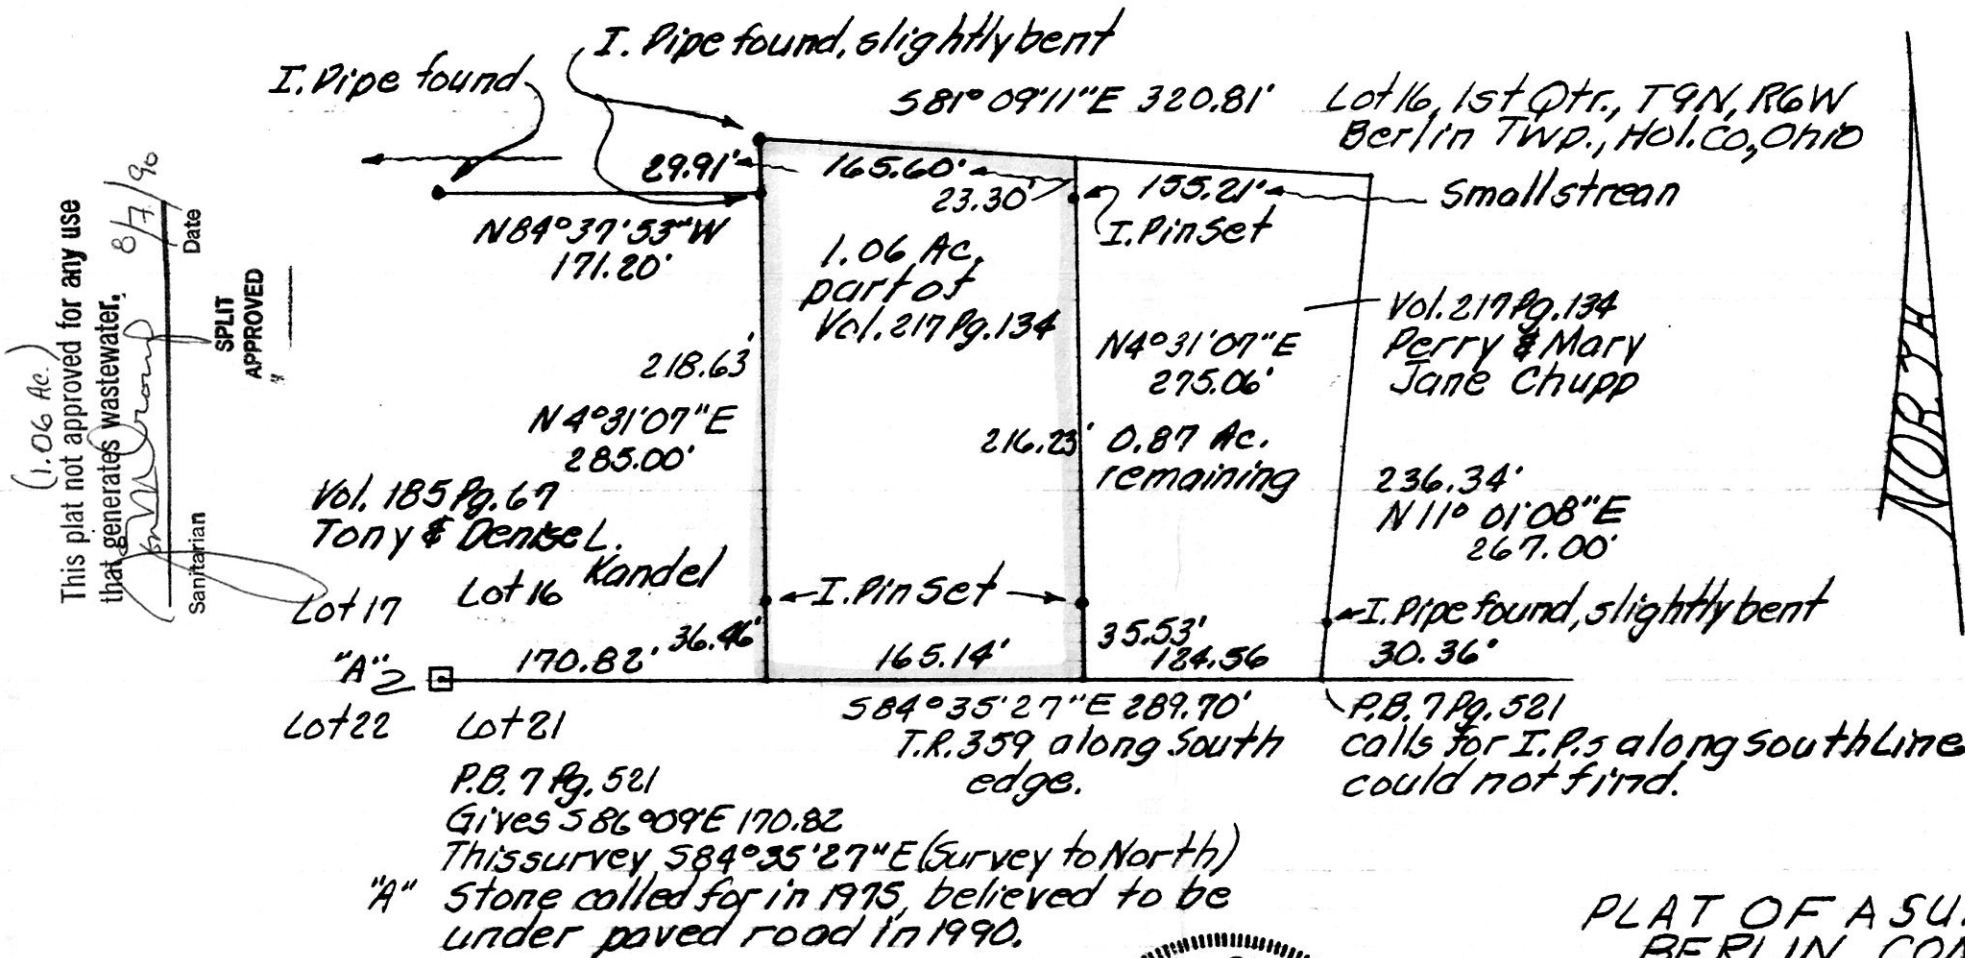 I. Pipe found, slightly bent
I. Pipe found
S81° 09'11"E 320.81'
Lot 16, 1st Qtr., T9N, R6W
Berlin Twp., Hol. Co, Ohio
29.91'
165.60'
23.30'
155.21'
Small strean
I. Pin Set
N84°37'53"W
171.20'
1.06 Ac.
part of
Vol. 217 Pg. 134
Vol. 217 Pg. 134
Perry & Mary
Jane Chupp
N4°31'07"E
275.06'
218.63'
N4°31'07"E
285.00'
216.23'
0.87 Ac.
remaining
236.34'
N11° 01'08"E
267.00'
Vol. 185 Pg. 67
Tony & Denise L.
Kandel
Lot 17
Lot 16
I. Pin Set
I. Pipe found, slightly bent
36.46'
35.53'
"A"
170.82'
165.14'
124.56
30.36'
Lot 22
Lot 21
S84°35'27"E 289.70'
T.R. 359 along South
edge.
P.B. 7 Pg. 521
calls for I.P.s along South Line
could not find.
P.B. 7 Pg. 521
Gives S86°09'E 170.82
This survey S84°35'27"E (Survey to North)
"A" Stone called for in 1975, believed to be
under paved road in 1990.
NORTH
(1.06 Ac.)
This plat not approved for any use
that generates wastewater.
8/7/90
Sanitarian
Date
SPLIT
APPROVED
PLAT OF A SU
BERLIN CO